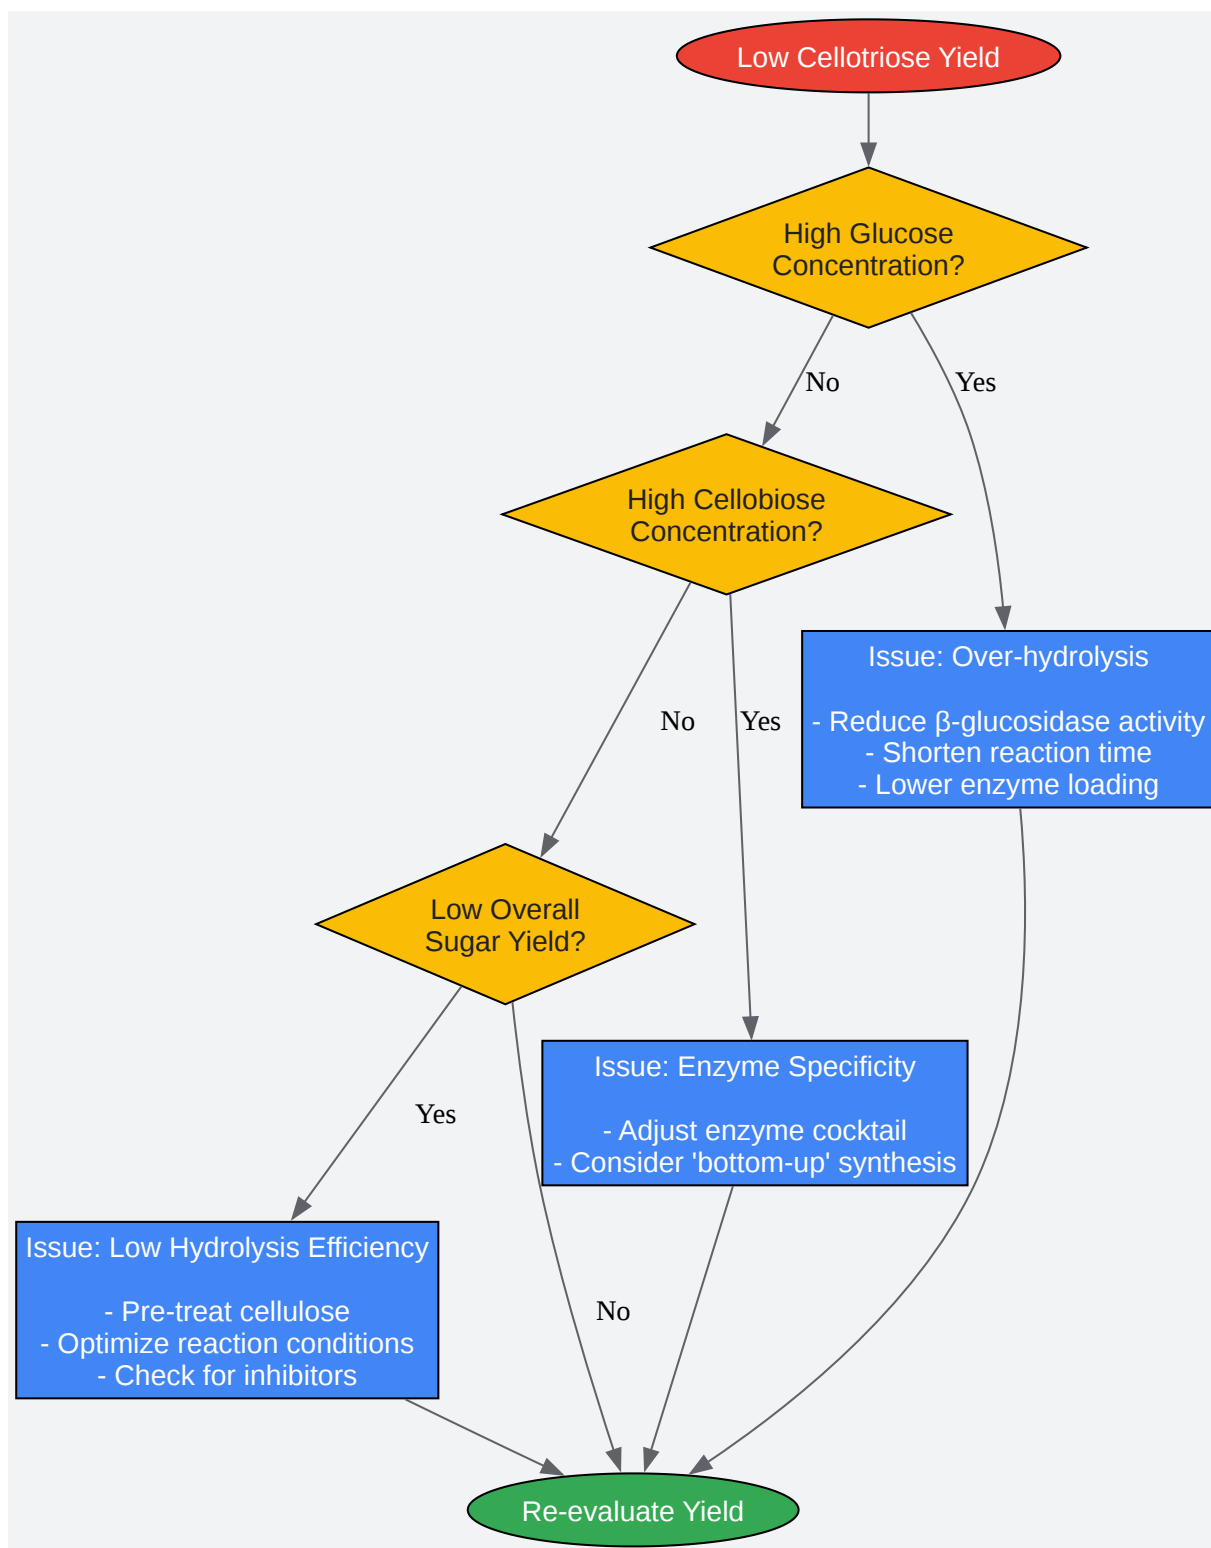 Low Cellotriose Yield
High Glucose
Concentration?
No
Yes
High Cellobiose
Concentration?
No
Yes
Issue: Over-hydrolysis
- Reduce β-glucosidase activity
- Shorten reaction time
- Lower enzyme loading
Low Overall
Sugar Yield?
Yes
No
Issue: Enzyme Specificity
- Adjust enzyme cocktail
- Consider 'bottom-up' synthesis
Issue: Low Hydrolysis Efficiency
- Pre-treat cellulose
- Optimize reaction conditions
- Check for inhibitors
Re-evaluate Yield